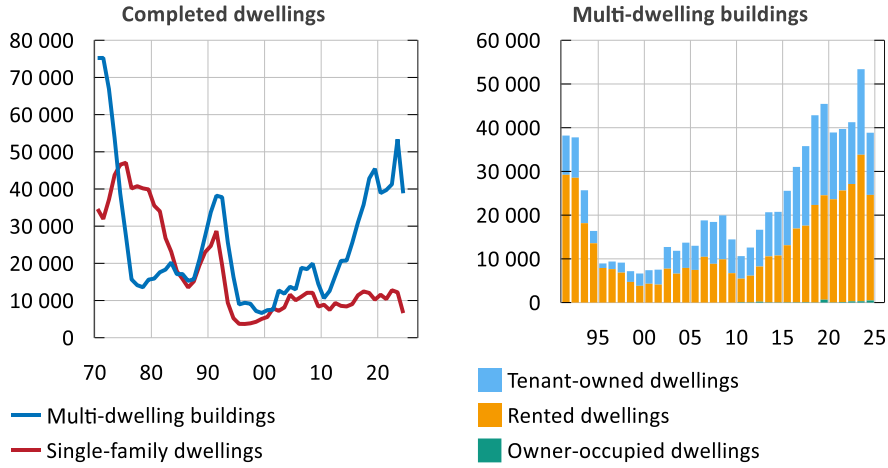 Completed dwellings
80 000
70 000
60 000
50 000
40 000
30 000
20 000
10 000
0
70 80 90 00 10 20
Multi-dwelling buildings
Single-family dwellings
Multi-dwelling buildings
60 000
50 000
40 000
30 000
20 000
10 000
0
95 00 05 10 15 20 25
Tenant-owned dwellings
Rented dwellings
Owner-occupied dwellings